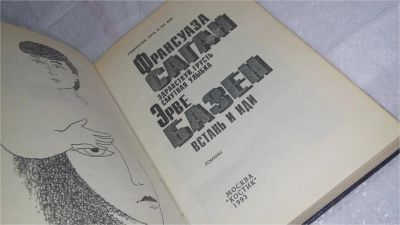 ФРАНСУАЗА
САГАН
ЗДРАВСТВУЙ, ГРУСТЬ
СМУТНАЯ УЛЫБКА
ЭРВЕ
БАЗЕН
ВСТАНЬ И ИДИ
РОМАНЫ
МОСКВА
"КОСТИК"
1993